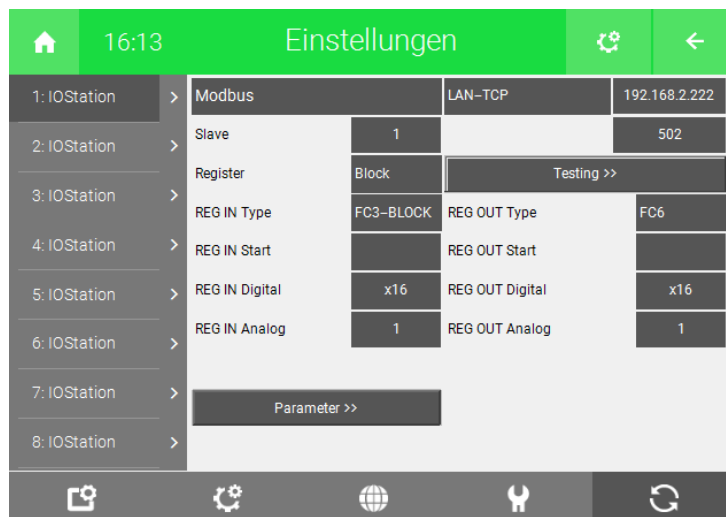 16:13 Einstellungen
1: IOStation
2: IOStation
3: IOStation
4: IOStation
5: IOStation
6: IOStation
7: IOStation
8: IOStation
Modbus LAN-TCP 192.168.2.222
Slave 1 502
Register Block Testing >>
REG IN Type FC3-BLOCK REG OUT Type FC6
REG IN Start REG OUT Start
REG IN Digital x16 REG OUT Digital x16
REG IN Analog 1 REG OUT Analog 1
Parameter >>